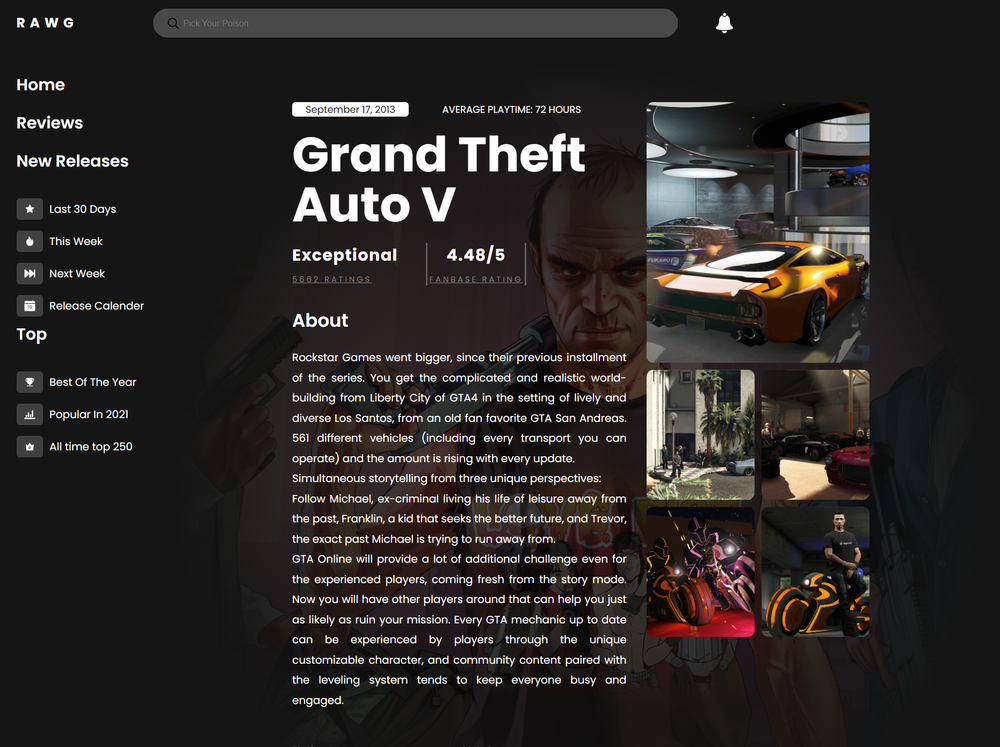 RAWG
Pick Your Poison
Home
Reviews
New Releases
Last 30 Days
This Week
Next Week
Release Calender
Top
Best Of The Year
Popular In 2021
All time top 250
September 17, 2013
AVERAGE PLAYTIME: 72 HOURS
Grand Theft
Auto V
Exceptional
4.48/5
5662 RATINGS
FANBASE RATING
About
Rockstar Games went bigger, since their previous installment
of the series. You get the complicated and realistic world-
building from Liberty City of GTA4 in the setting of lively and
diverse Los Santos, from an old fan favorite GTA San Andreas.
561 different vehicles (including every transport you can
operate) and the amount is rising with every update.
Simultaneous storytelling from three unique perspectives:
Follow Michael, ex-criminal living his life of leisure away from
the past, Franklin, a kid that seeks the better future, and Trevor,
the exact past Michael is trying to run away from.
GTA Online will provide a lot of additional challenge even for
the experienced players, coming fresh from the story mode.
Now you will have other players around that can help you just
as likely as ruin your mission. Every GTA mechanic up to date
can be experienced by players through the unique
customizable character, and community content paired with
the leveling system tends to keep everyone busy and
engaged.